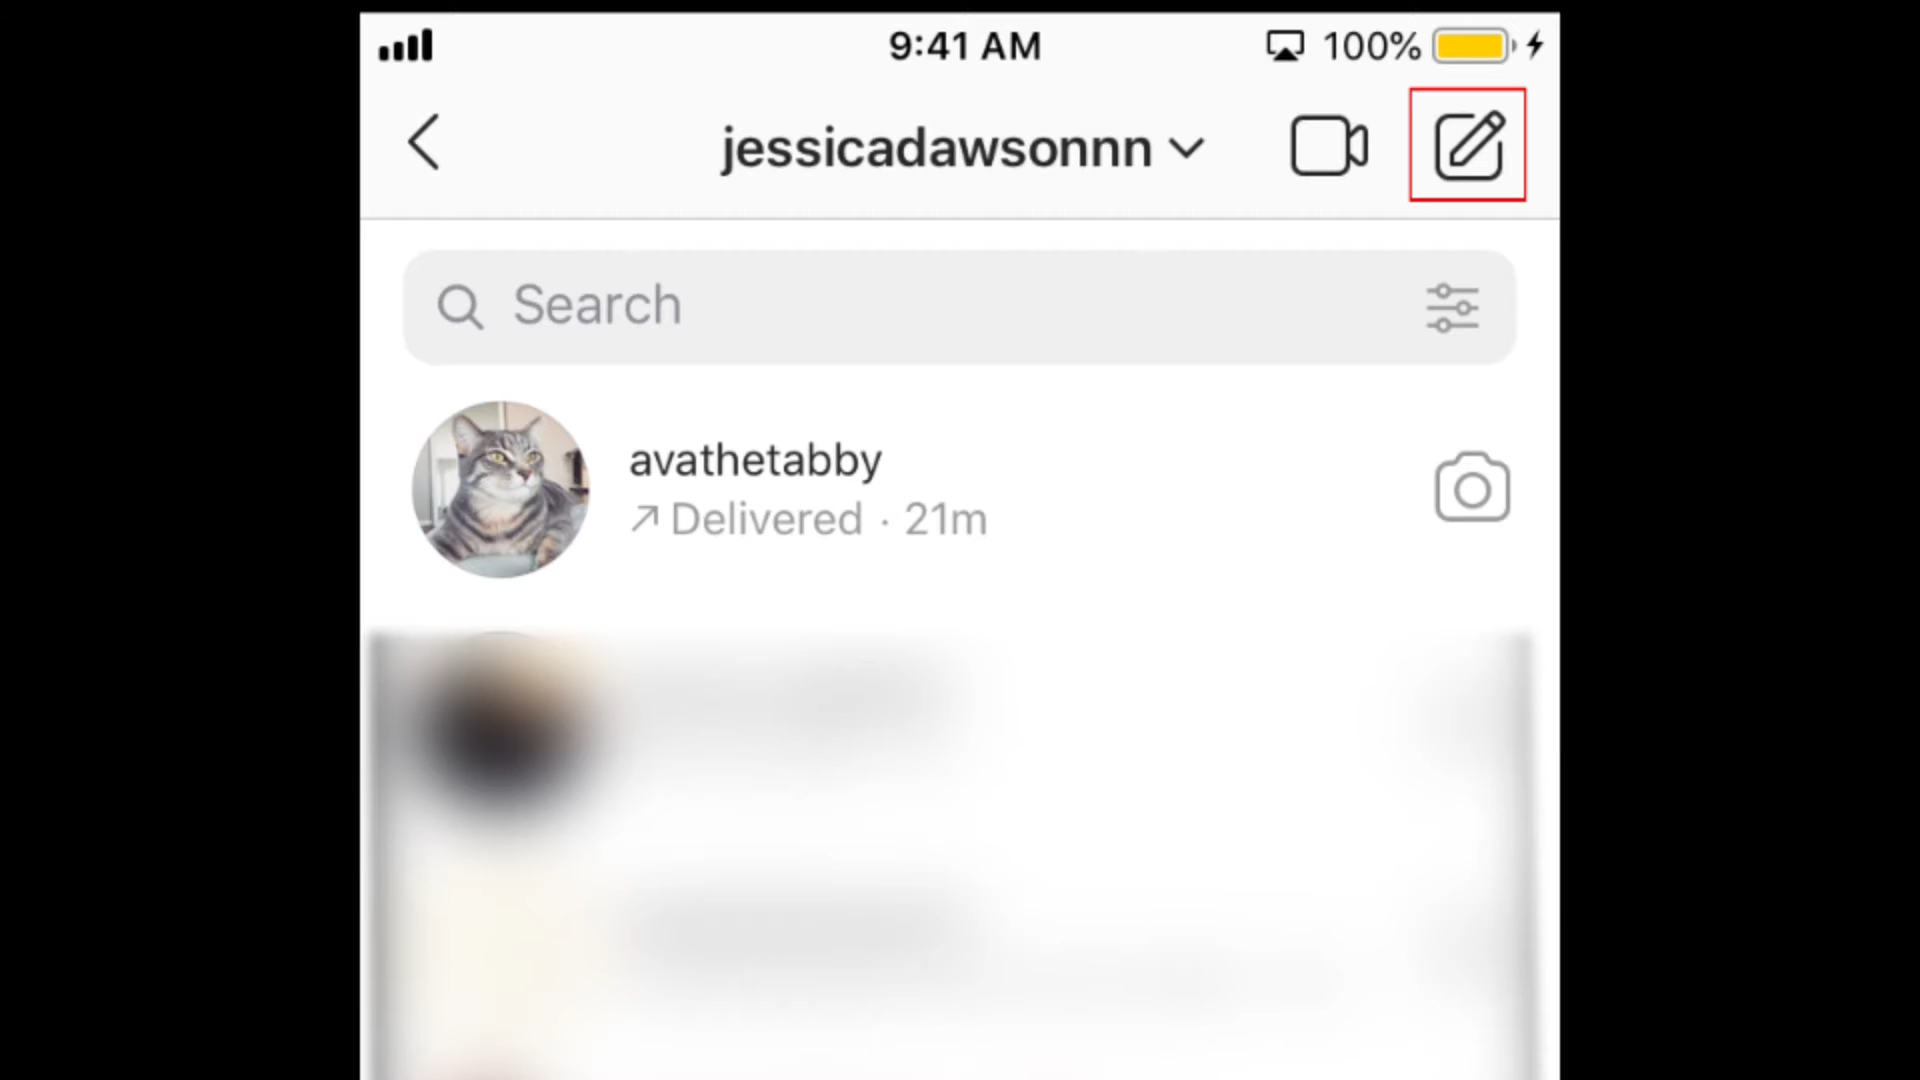 9:41 AM
100%
jessicadawsonnn
Search
avathetabby
Delivered · 21m